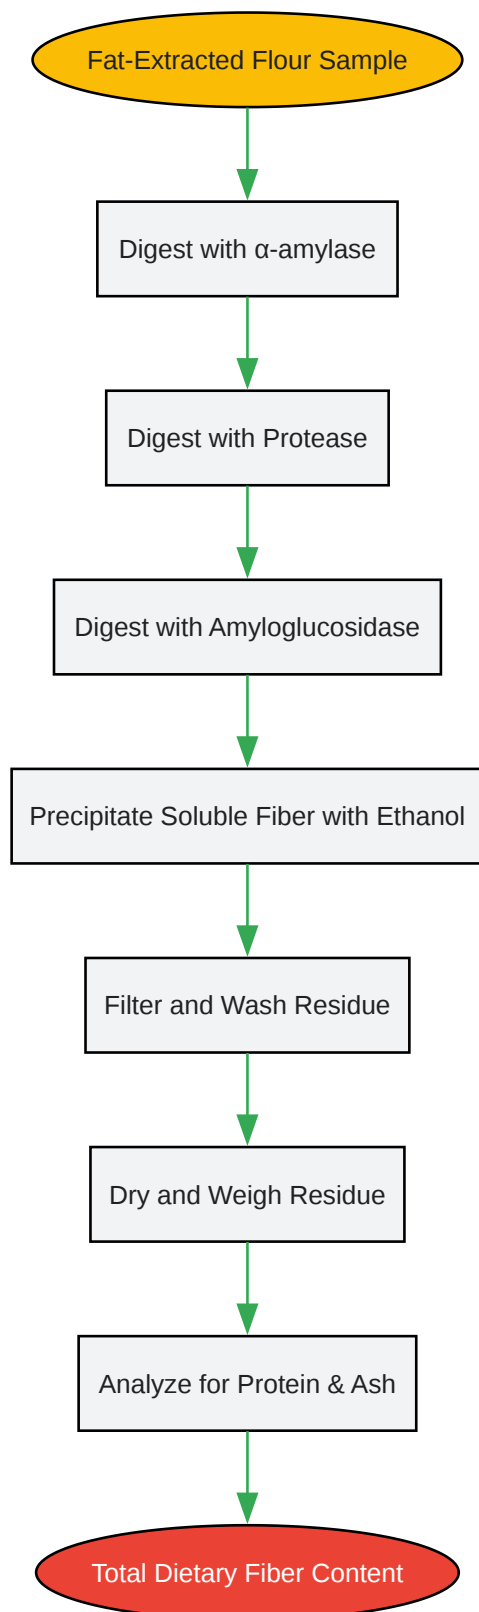 Fat-Extracted Flour Sample
Digest with α-amylase
Digest with Protease
Digest with Amyloglucosidase
Precipitate Soluble Fiber with Ethanol
Filter and Wash Residue
Dry and Weigh Residue
Analyze for Protein & Ash
Total Dietary Fiber Content